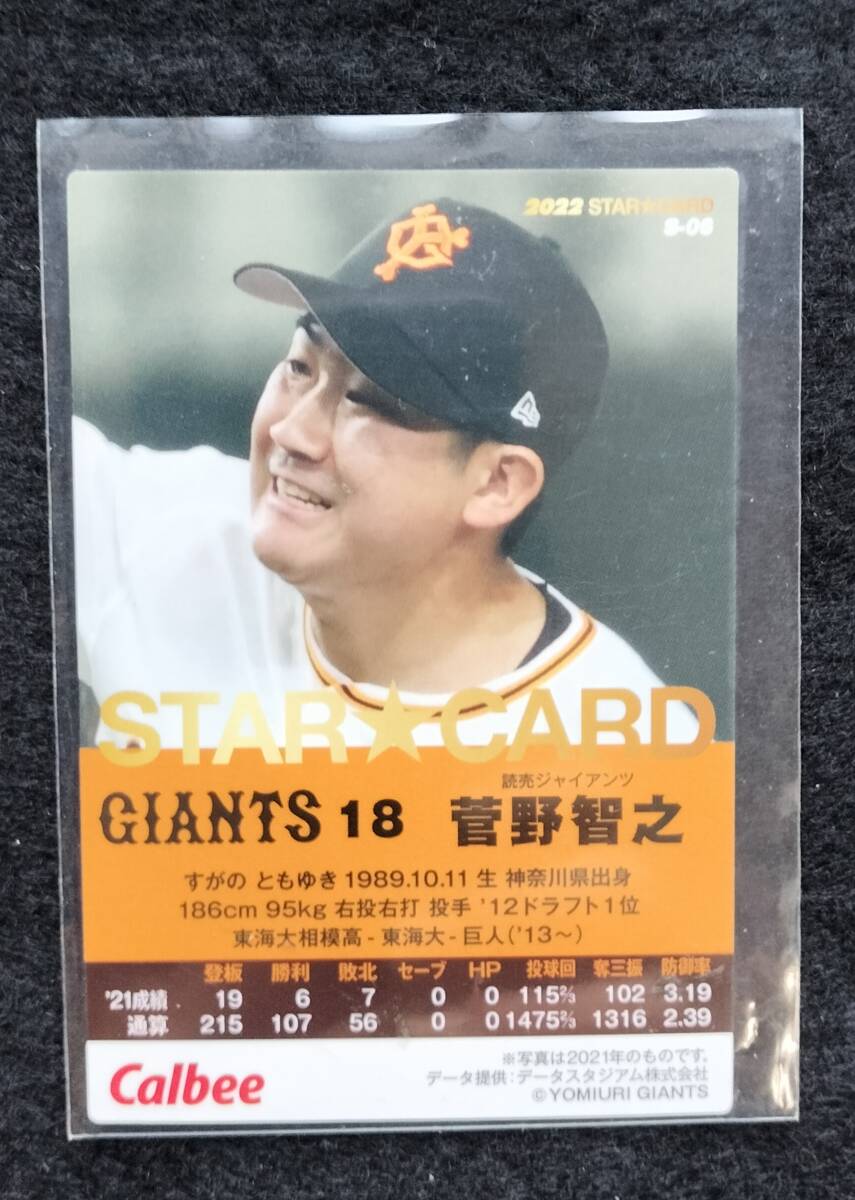 2022 STAR★CARD
S-06
STAR★CARD
読売ジャイアンツ
GIANTS 18 菅野智之
すがの ともゆき 1989.10.11 生 神奈川県出身
186cm 95kg 右投右打 投手 '12ドラフト1位
東海大相模高 - 東海大 - 巨人('13〜)
登板 勝利 敗北 セーブ HP 投球回 奪三振 防御率
'21成績 19 6 7 0 0 115⅔ 102 3.19
通算 215 107 56 0 0 1475⅔ 1316 2.39
※写真は2021年のものです。
データ提供:データスタジアム株式会社
©YOMIURI GIANTS
Calbee